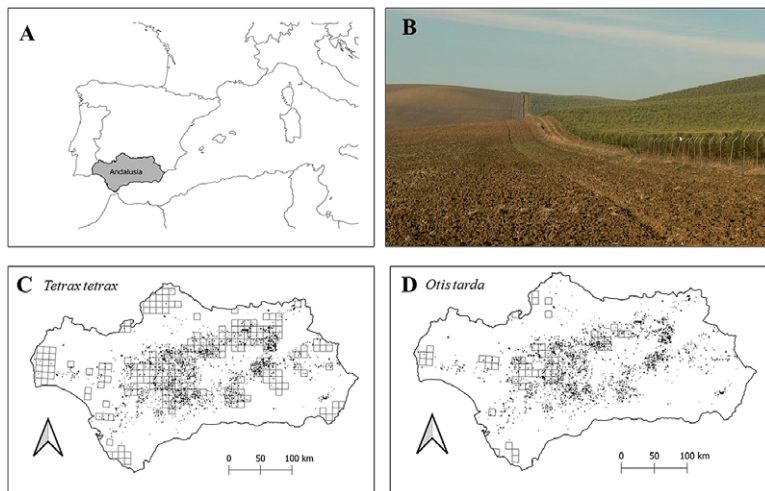 A
Andalusia
B
C Tetrax tetrax
0 50 100 km
D Otis tarda
0 50 100 km